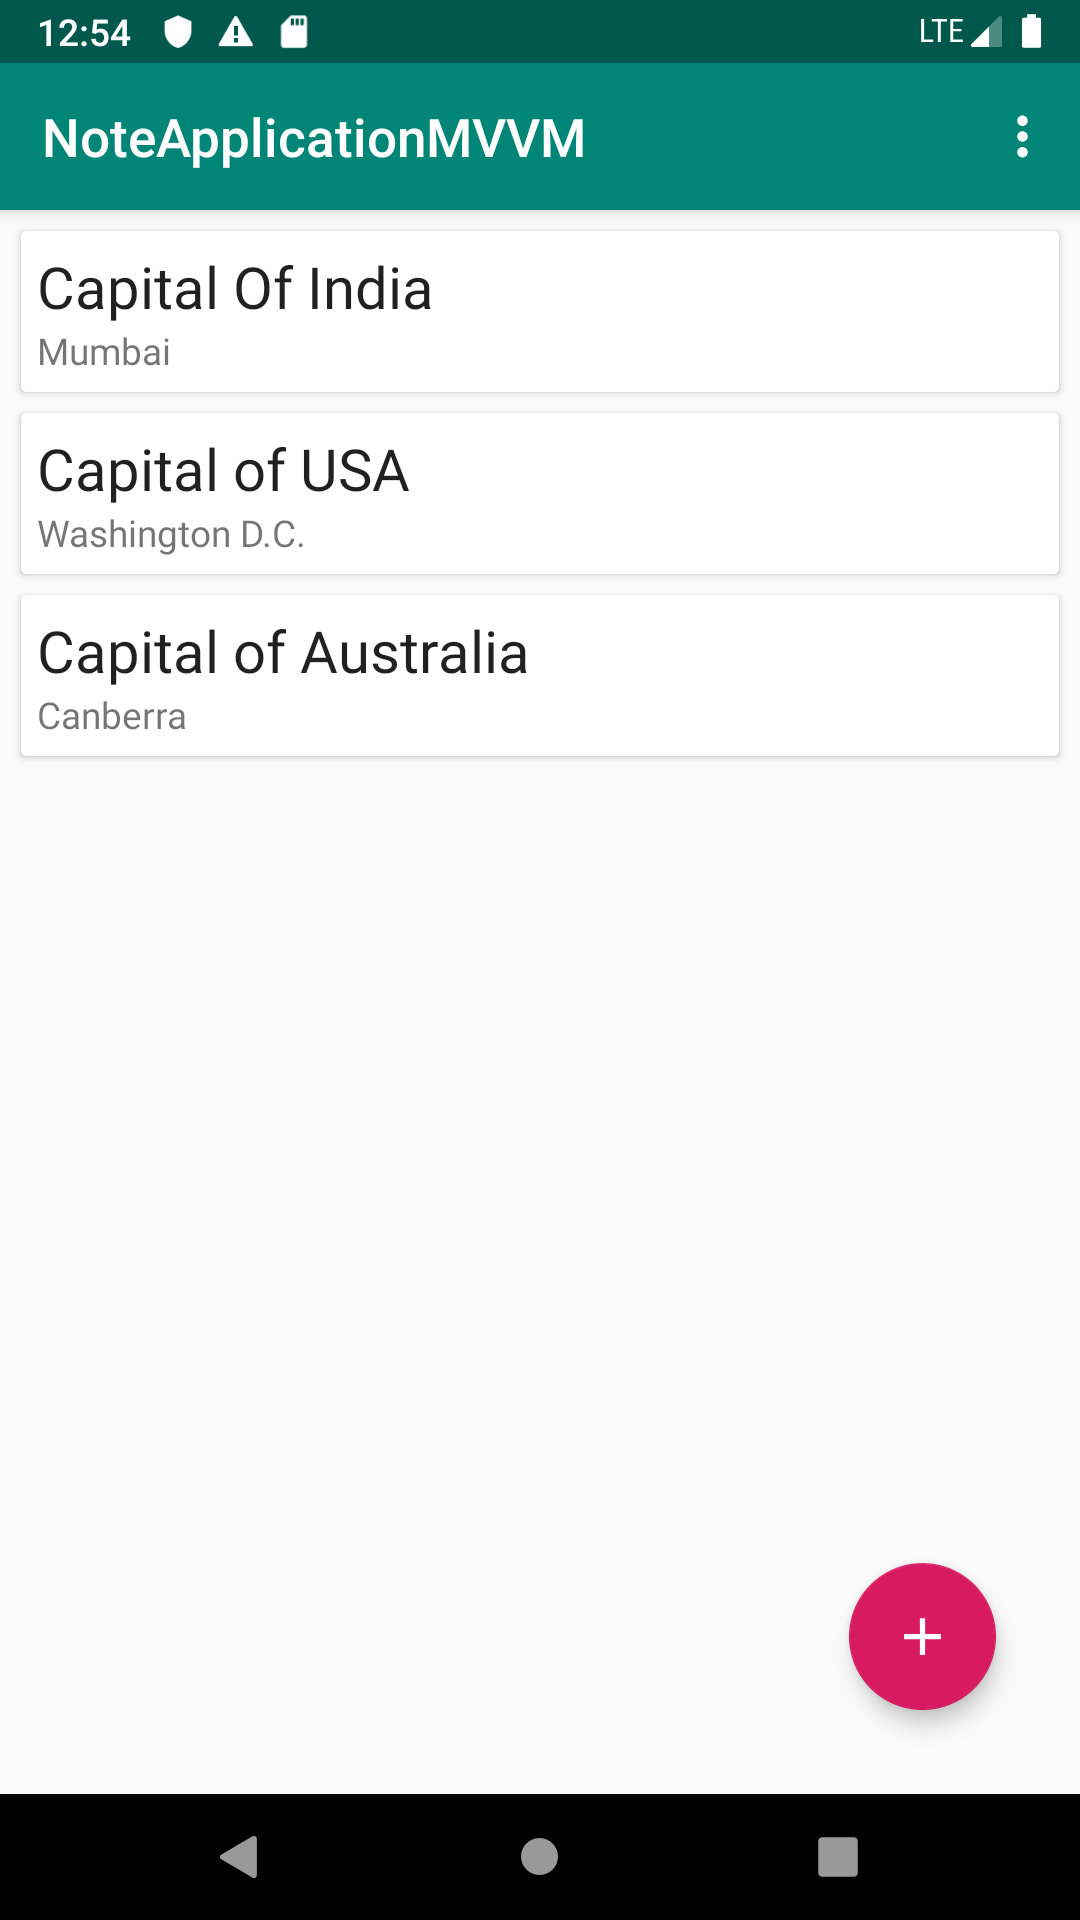 12:54 LTE
NoteApplicationMVVM
Capital Of India
Mumbai
Capital of USA
Washington D.C.
Capital of Australia
Canberra